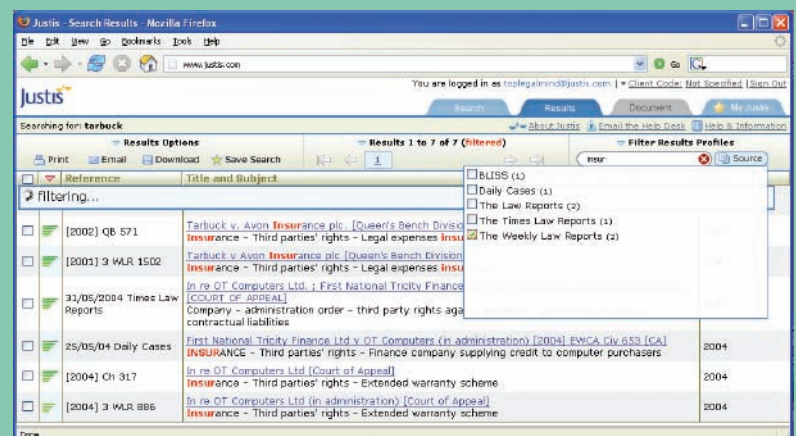 Justis - Search Results - Mozilla Firefox
File Edit View Go Bookmarks Tools Help
www.justis.com Go
You are logged in as toplegalmind@justis.com | Client Code: Not Specified | Sign Out
Justis
Search Results Document My Justis
Searching for: tarbuck About Justis Email the Help Desk Help & Information
Results Options Results 1 to 7 of 7 (filtered) Filter Results Profiles
Print Email Download Save Search 1 insur Source
Reference Title and Subject
filtering...
BLISS (1)
Daily Cases (1)
The Law Reports (2)
The Times Law Reports (1)
The Weekly Law Reports (2)
[2002] QB 571 Tarbuck v. Avon Insurance plc. [Queen's Bench Divisio
Insurance - Third parties' rights - Legal expenses insu
[2001] 3 WLR 1502 Tarbuck v Avon Insurance plc [Queen's Bench Division
Insurance - Third parties' rights - Legal expenses insu
31/05/2004 Times Law Reports In re OT Computers Ltd. ; First National Tricity Finance
[COURT OF APPEAL]
Company - administration order - third party rights aga
contractual liabilities
25/05/04 Daily Cases First National Tricity Finance Ltd v OT Computers (in administration) [2004] EWCA Civ 653 [CA] 2004
INSURANCE - Third parties' rights - Finance company supplying credit to computer purchasers
[2004] Ch 317 In re OT Computers Ltd [Court of Appeal] 2004
Insurance - Third parties' rights - Extended warranty scheme
[2004] 3 WLR 886 In re OT Computers Ltd (in administration) [Court of Appeal] 2004
Insurance - Third parties' rights - Extended warranty scheme
Done